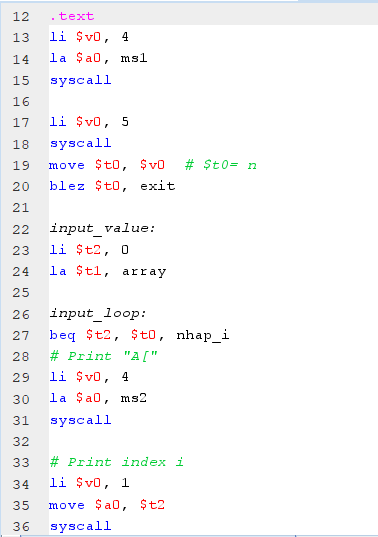 12 .text
13 li $v0, 4
14 la $a0, ms1
15 syscall
16
17 li $v0, 5
18 syscall
19 move $t0, $v0 # $t0= n
20 blez $t0, exit
21
22 input_value:
23 li $t2, 0
24 la $t1, array
25
26 input_loop:
27 beq $t2, $t0, nhap_i
28 # Print "A["
29 li $v0, 4
30 la $a0, ms2
31 syscall
32
33 # Print index i
34 li $v0, 1
35 move $a0, $t2
36 syscall